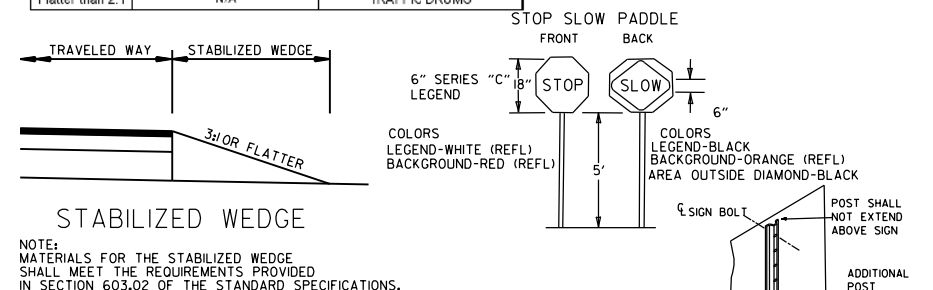 Flatter than 2:1 N/A TRAFFIC DRUMS
STOP SLOW PADDLE
FRONT BACK
TRAVELED WAY STABILIZED WEDGE
6" SERIES "C" 18"
LEGEND
STOP
SLOW
6"
3:1 OR FLATTER
COLORS
LEGEND-WHITE (REFL)
BACKGROUND-RED (REFL)
5'
COLORS
LEGEND-BLACK
BACKGROUND-ORANGE (REFL)
AREA OUTSIDE DIAMOND-BLACK
STABILIZED WEDGE
NOTE:
MATERIALS FOR THE STABILIZED WEDGE
SHALL MEET THE REQUIREMENTS PROVIDED
IN SECTION 603.02 OF THE STANDARD SPECIFICATIONS.
℄ SIGN BOLT
POST SHALL
NOT EXTEND
ABOVE SIGN
ADDITIONAL
POST